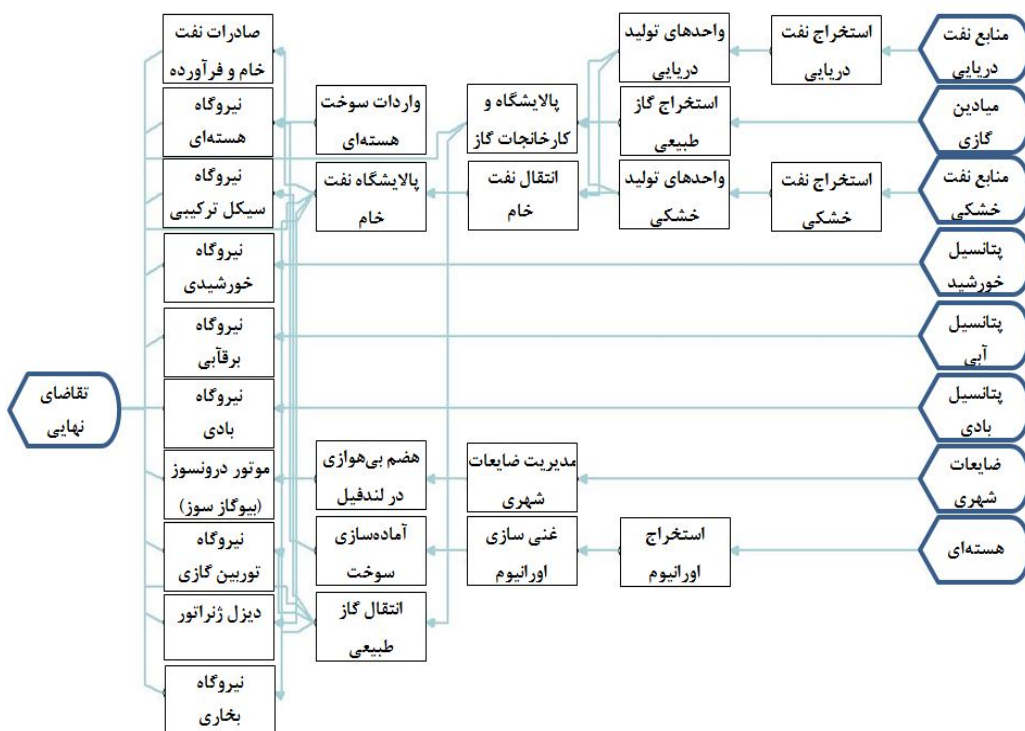 منابع نفت
دریایی
استخراج نفت
دریایی
واحدهای تولید
دریایی
صادرات نفت
خام و فرآورده
میادین
گازی
استخراج گاز
طبیعی
پالایشگاه و
کارخانجات گاز
واردات سوخت
هسته‌ای
نیروگاه
هسته‌ای
منابع نفت
خشکی
استخراج نفت
خشکی
واحدهای تولید
خشکی
انتقال نفت
خام
پالایشگاه نفت
خام
نیروگاه
سیکل ترکیبی
پتانسیل
خورشید
نیروگاه
خورشیدی
پتانسیل
آبی
نیروگاه
برقآبی
پتانسیل
بادی
نیروگاه
بادی
تقاضای
نهایی
ضایعات
شهری
مدیریت ضایعات
شهری
هضم بی‌هوازی
در لندفیل
موتور درونسوز
(بیوگاز سوز)
هسته‌ای
استخراج
اورانیوم
غنی سازی
اورانیوم
آماده‌سازی
سوخت
نیروگاه
توربین گازی
انتقال گاز
طبیعی
دیزل ژنراتور
نیروگاه
بخاری